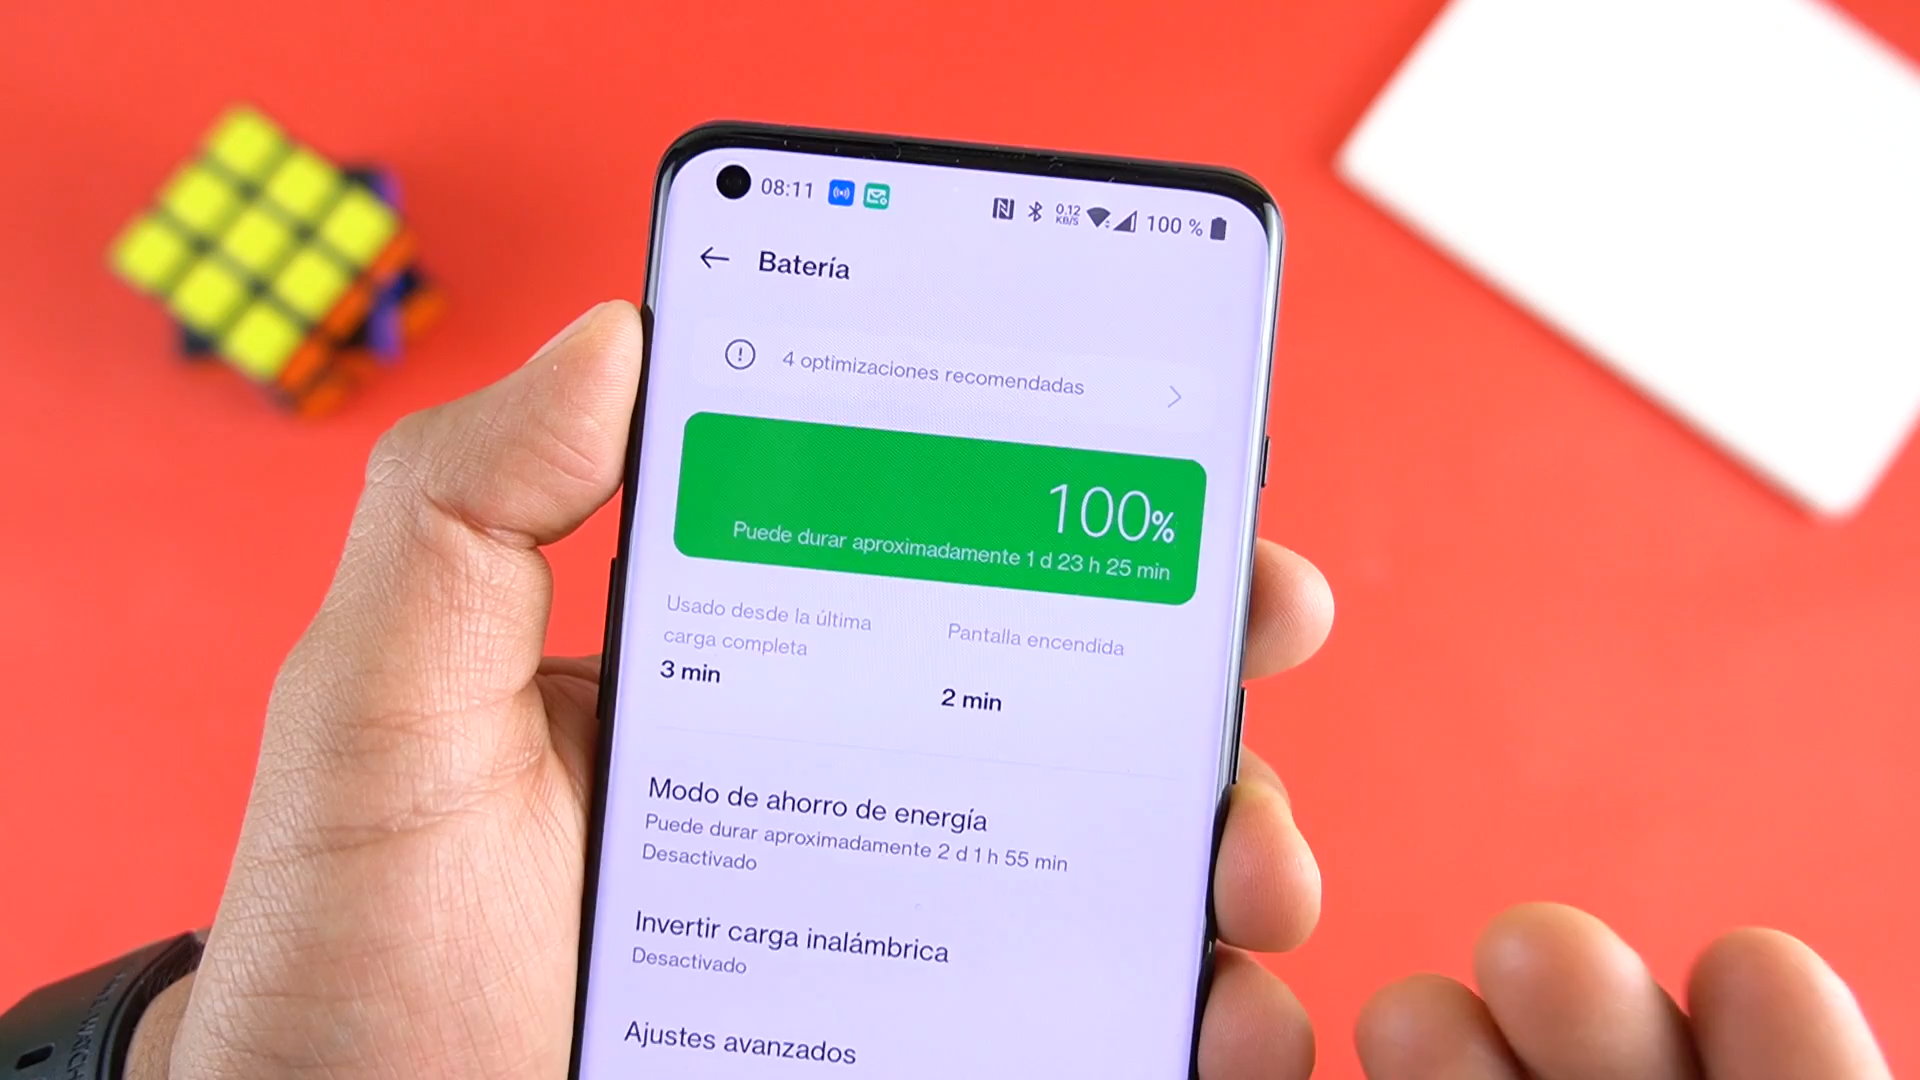 08:11
0.12
KB/S
100 %
Batería
4 optimizaciones recomendadas
100%
Puede durar aproximadamente 1 d 23 h 25 min
Usado desde la última
carga completa
3 min
Pantalla encendida
2 min
Modo de ahorro de energía
Puede durar aproximadamente 2 d 1 h 55 min
Desactivado
Invertir carga inalámbrica
Desactivado
Ajustes avanzados